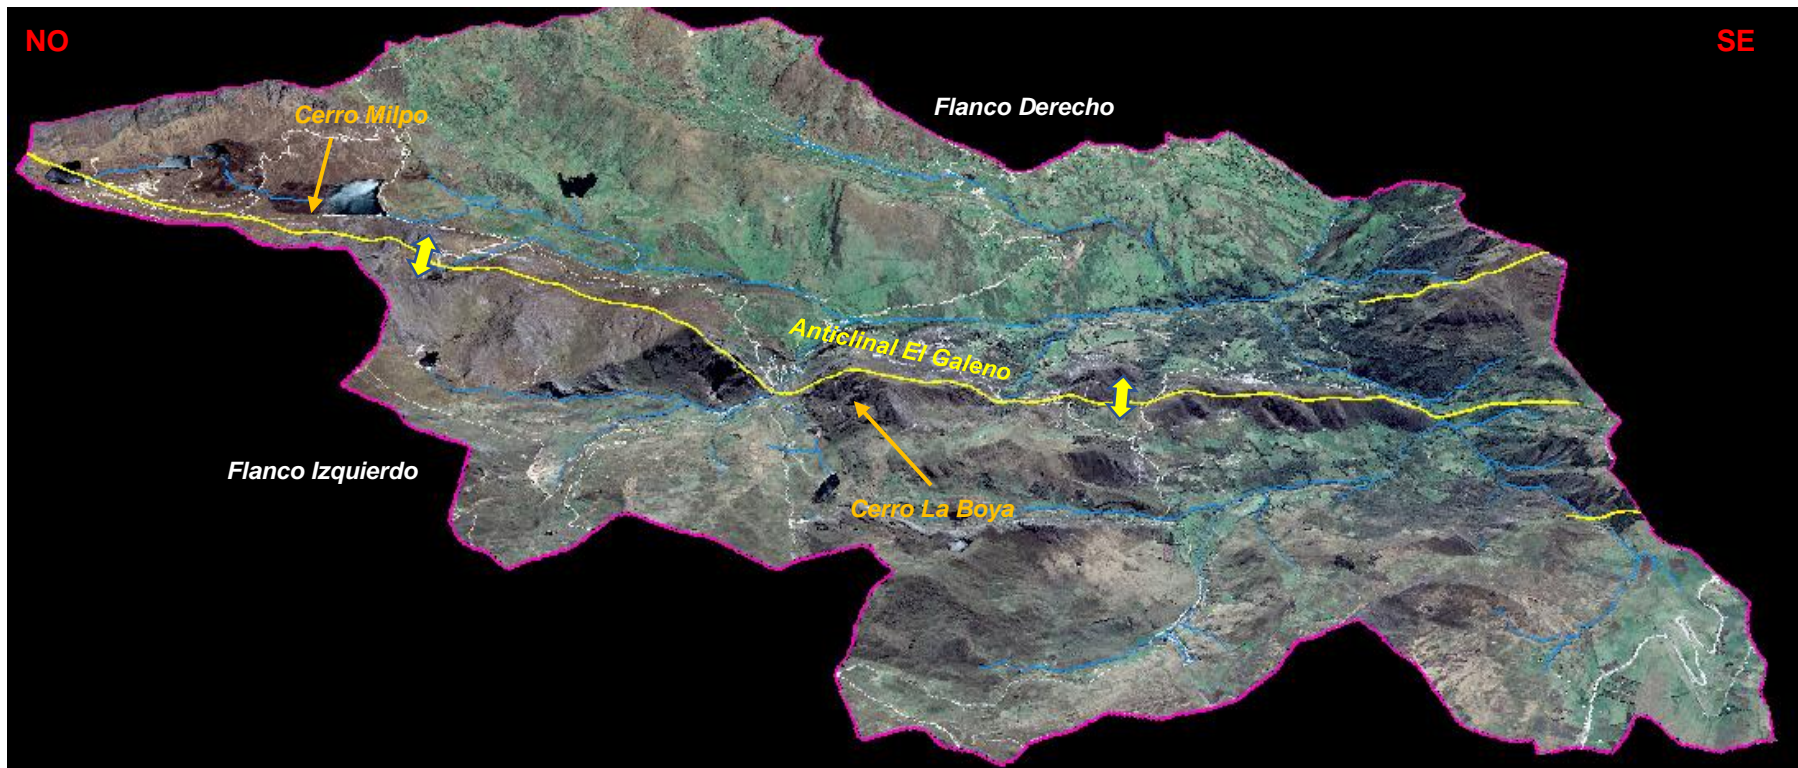 NO
SE
Flanco Derecho
Cerro Milpo
Anticlinal El Galeno
Flanco Izquierdo
Cerro La Boya